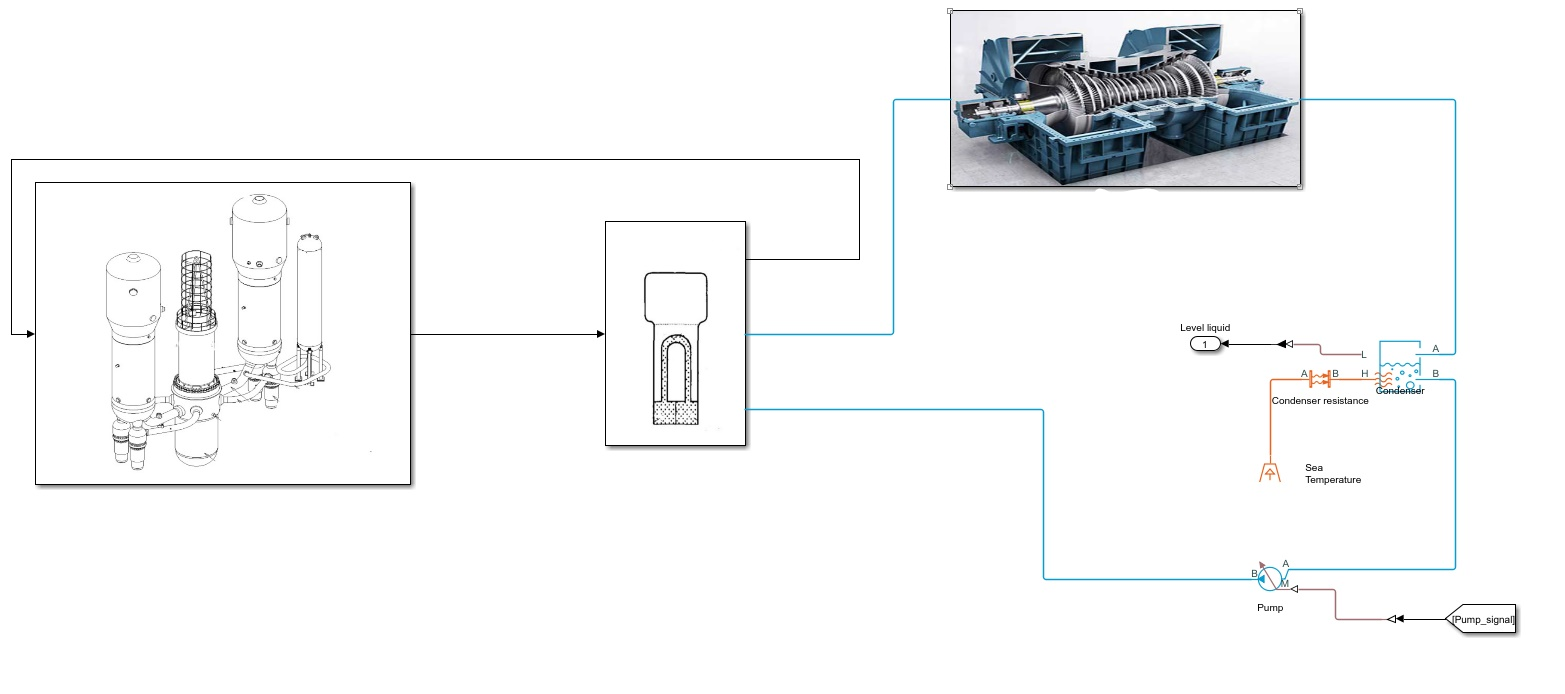 Level liquid
1
L
A
A
B
H
B
Condenser
Condenser resistance
Sea
Temperature
A
B
M
Pump
[Pump_signal]